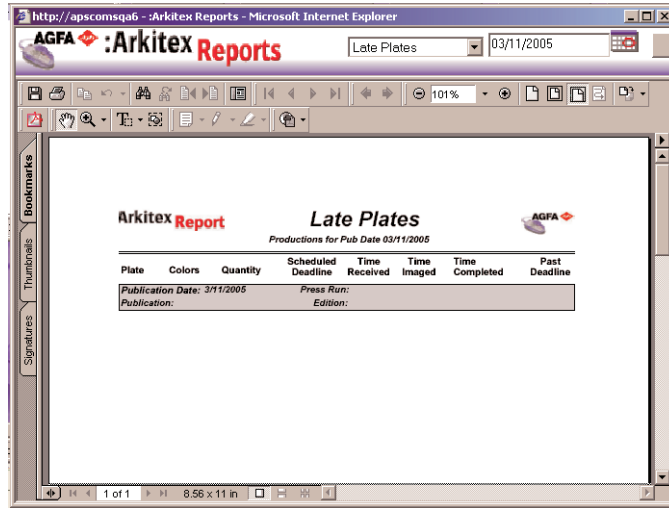 http://apscomsqa6 - :Arkitex Reports - Microsoft Internet Explorer
AGFA :Arkitex Reports
Late Plates
03/11/2005
101%
Bookmarks
Thumbnails
Signatures
Arkitex Report
Late Plates
AGFA
Productions for Pub Date 03/11/2005
Plate Colors Quantity Scheduled Deadline Time Received Time Imaged Time Completed Past Deadline
Publication Date: 3/11/2005 Press Run:
Publication: Edition:
1 of 1 8.56 x 11 in